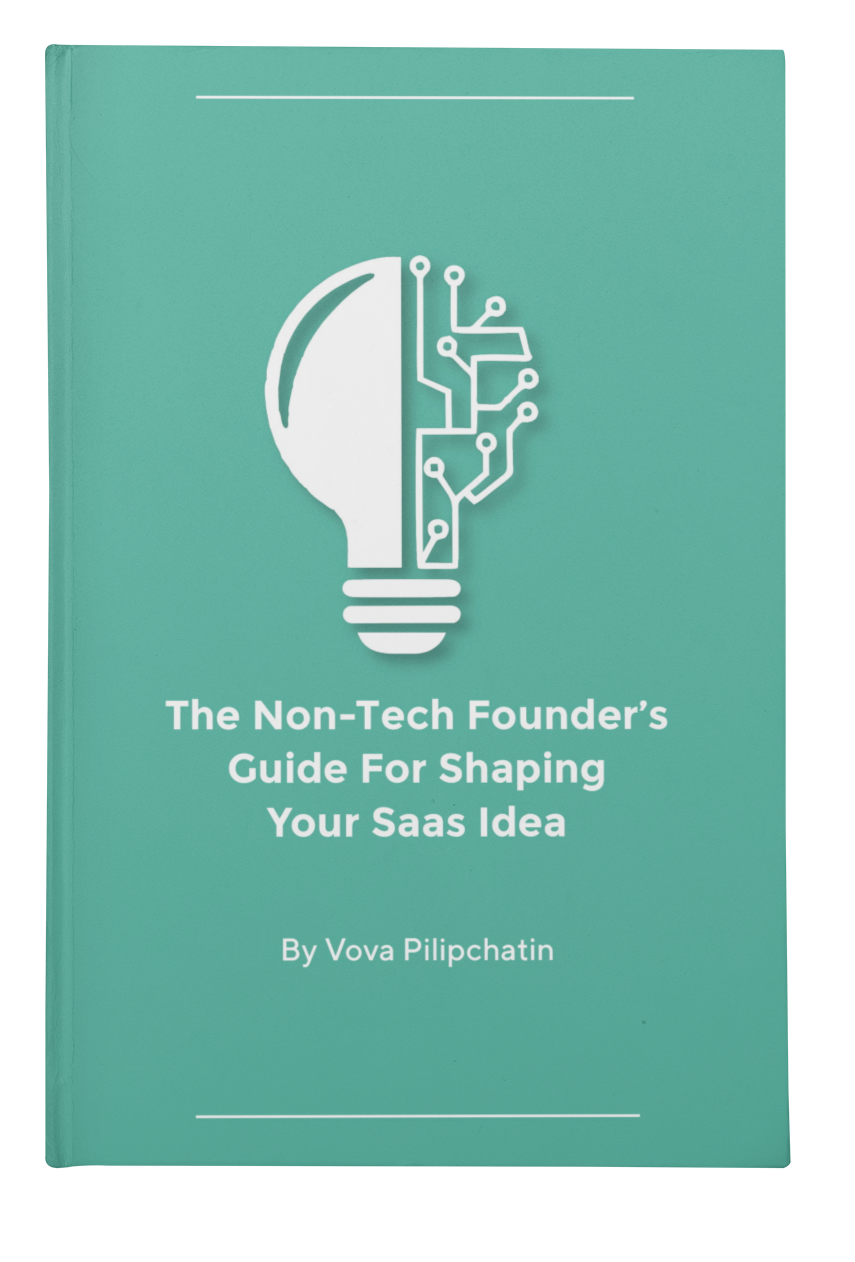 The Non-Tech Founder’s
Guide For Shaping
Your Saas Idea
By Vova Pilipchatin